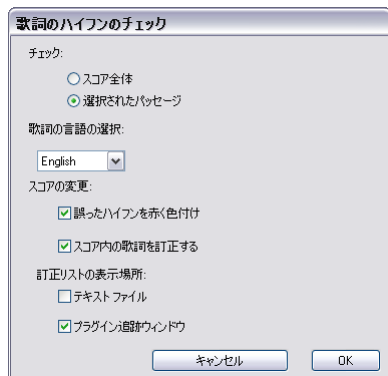 歌詞のハイフンのチェック
チェック:
スコア全体
選択されたパッセージ
歌詞の言語の選択:
English
スコアの変更:
誤ったハイフンを赤く色付け
スコア内の歌詞を訂正する
訂正リストの表示場所:
テキスト ファイル
プラグイン追跡ウィンドウ
キャンセル OK